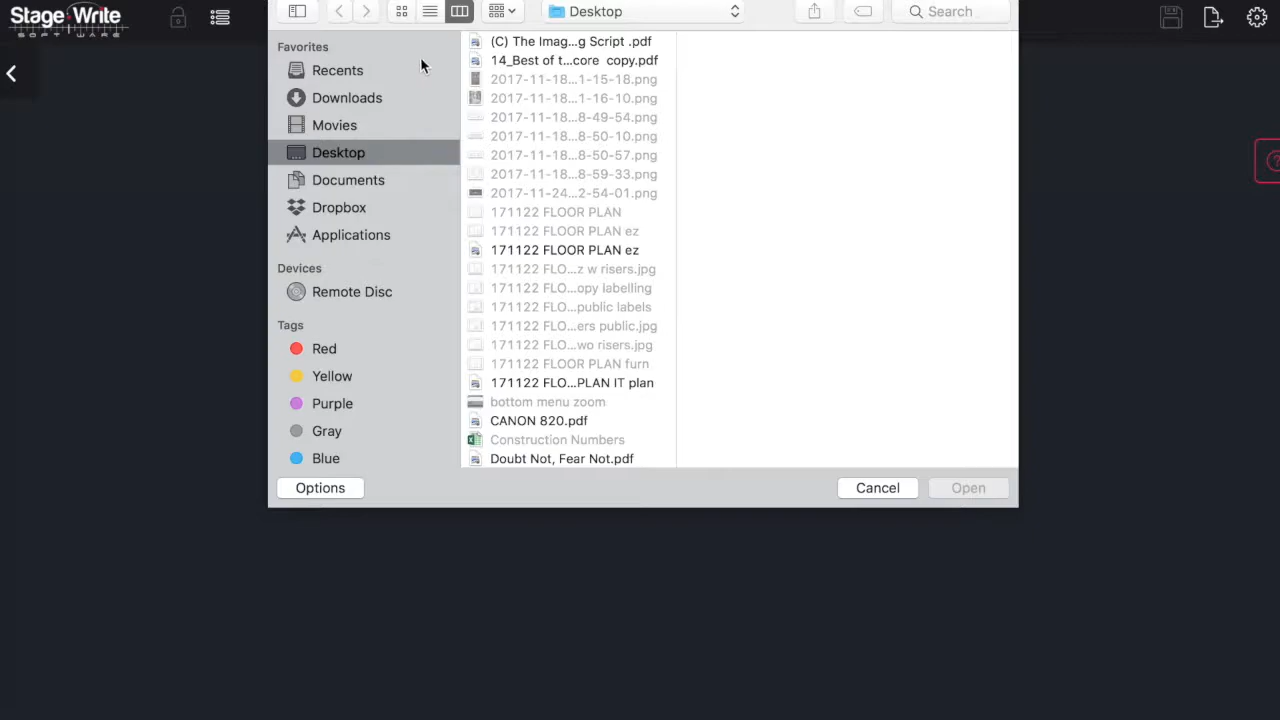 Stage Write
SOFTWARE
Desktop
Search
Favorites
Recents
Downloads
Movies
Desktop
Documents
Dropbox
Applications
Devices
Remote Disc
Tags
Red
Yellow
Purple
Gray
Blue
(C) The Imag...g Script .pdf
14_Best of t...core copy.pdf
2017-11-18...1-15-18.png
2017-11-18...1-16-10.png
2017-11-18...8-49-54.png
2017-11-18...8-50-10.png
2017-11-18...8-50-57.png
2017-11-18...8-59-33.png
2017-11-24...2-54-01.png
171122 FLOOR PLAN
171122 FLOOR PLAN ez
171122 FLOOR PLAN ez
171122 FLO...z w risers.jpg
171122 FLO...opy labelling
171122 FLO...public labels
171122 FLO...ers public.jpg
171122 FLO...wo risers.jpg
171122 FLOOR PLAN furn
171122 FLO...PLAN IT plan
bottom menu zoom
CANON 820.pdf
Construction Numbers
Doubt Not, Fear Not.pdf
Options
Cancel
Open